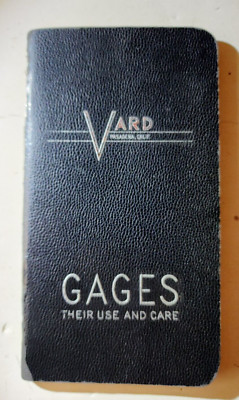 VARD
PASADENA, CALIF.
GAGES
THEIR USE AND CARE